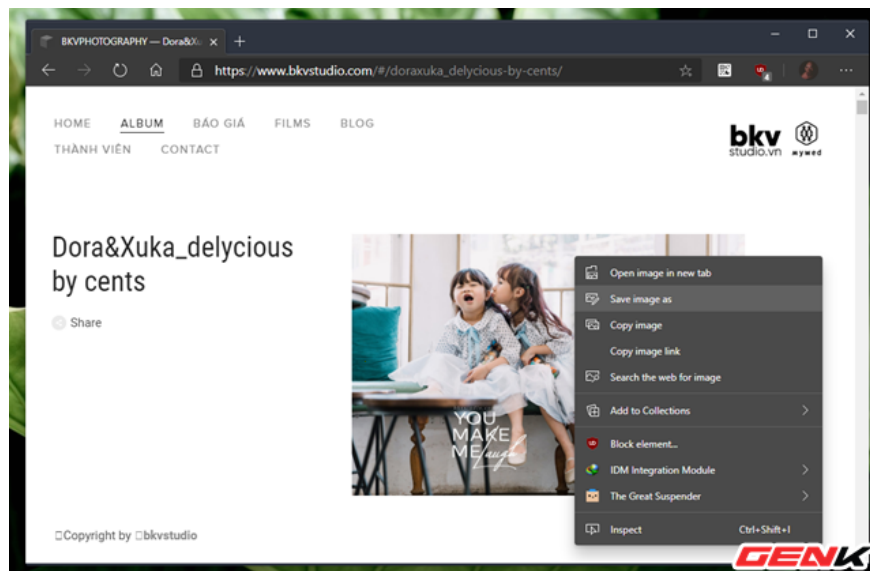 BKVPHOTOGRAPHY — Dora&Xu
https://www.bkvstudio.com/#/doraxuka_delycious-by-cents/
4
HOME ALBUM BÁO GIÁ FILMS BLOG
THÀNH VIÊN CONTACT
bkv
studio.vn
mywed
Dora&Xuka_delycious
by cents
Share
YOU
MAKE
ME laugh
Open image in new tab
Save image as
Copy image
Copy image link
Search the web for image
Add to Collections
Block element...
IDM Integration Module
The Great Suspender
Inspect Ctrl+Shift+I
Copyright by bkvstudio
GENK